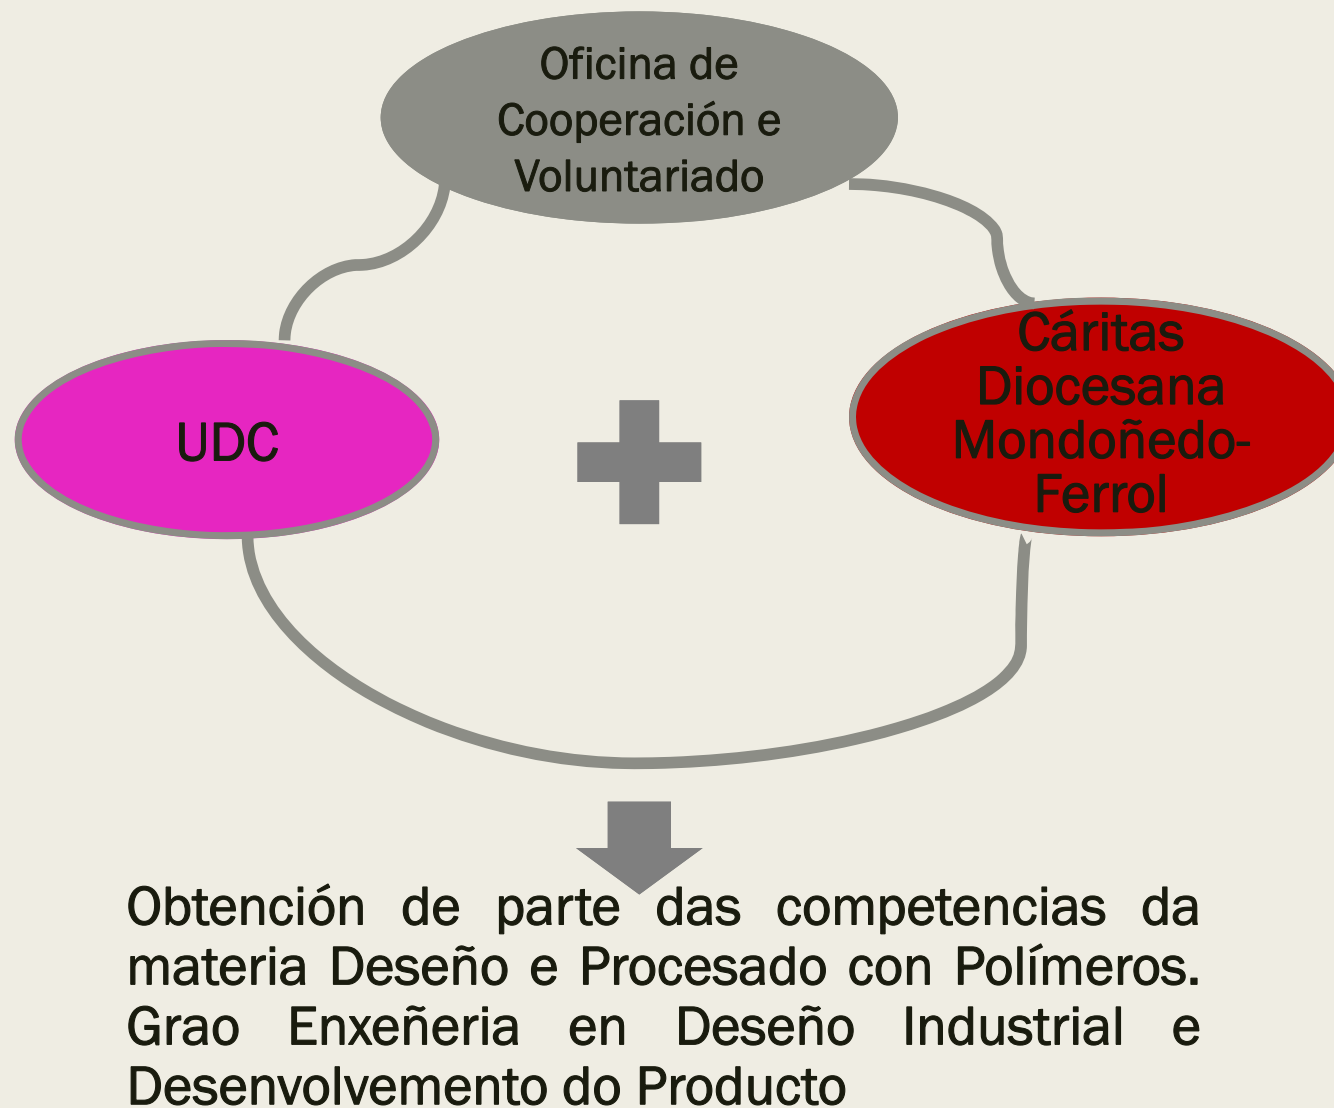 Oficina de
Cooperación e
Voluntariado
UDC
Cáritas
Diocesana
Mondoñedo-
Ferrol
Obtención de parte das competencias da
materia Deseño e Procesado con Polímeros.
Grao Enxeñeria en Deseño Industrial e
Desenvolvemento do Producto